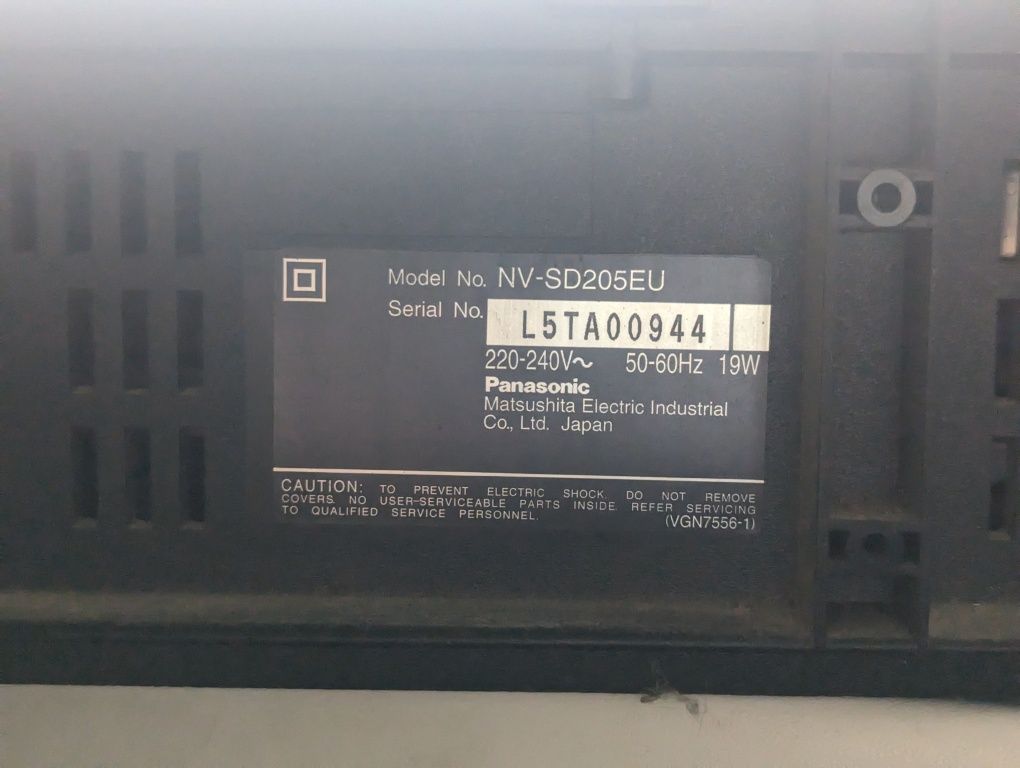 Model No. NV-SD205EU
Serial No. L5TA00944
220-240V～ 50-60Hz 19W
Panasonic
Matsushita Electric Industrial
Co., Ltd. Japan
CAUTION: TO PREVENT ELECTRIC SHOCK. DO NOT REMOVE
COVERS. NO USER-SERVICEABLE PARTS INSIDE. REFER SERVICING
TO QUALIFIED SERVICE PERSONNEL. (VGN7556-1)